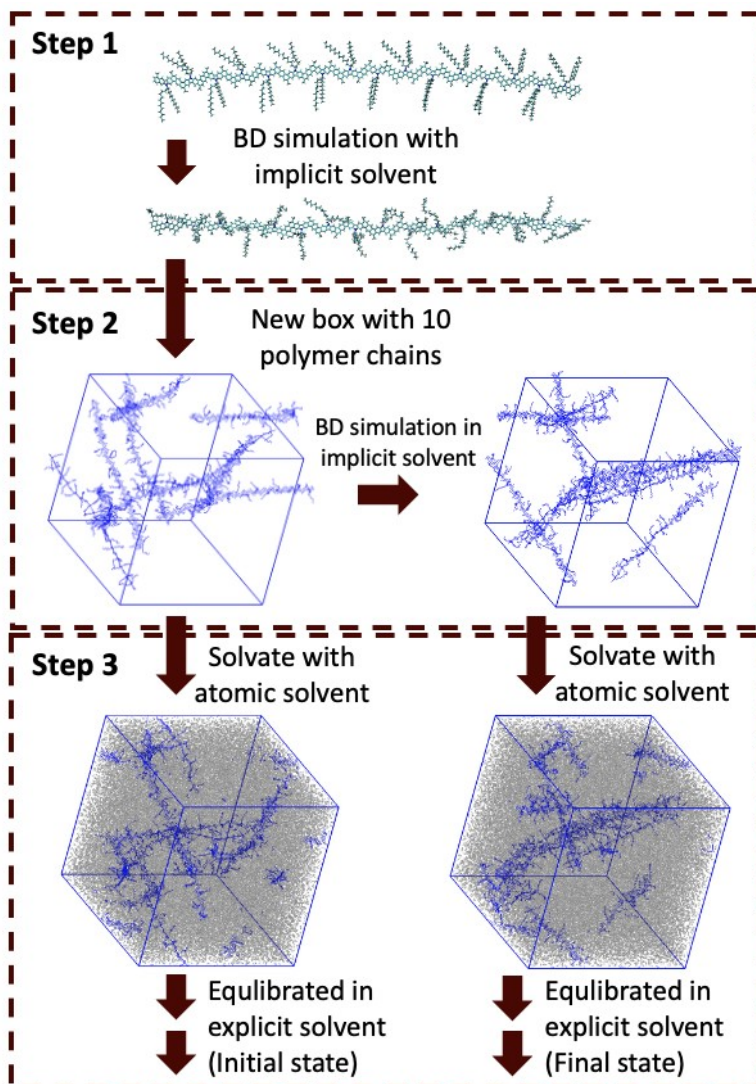 Step 1
BD simulation with
implicit solvent
Step 2
New box with 10
polymer chains
BD simulation in
implicit solvent
Step 3
Solvate with
atomic solvent
Solvate with
atomic solvent
Equlibrated in
explicit solvent
(Initial state)
Equlibrated in
explicit solvent
(Final state)